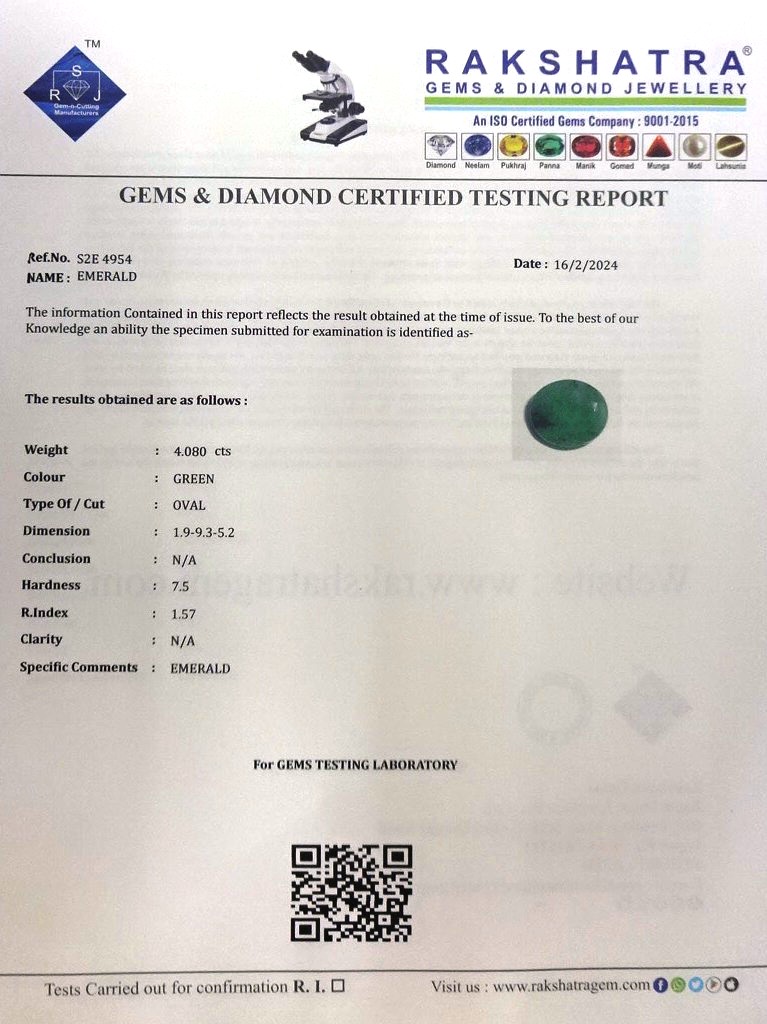 TM
S
R J
Gem-n-Cutting
Manufacturers
RAKSHATRA®
GEMS & DIAMOND JEWELLERY
An ISO Certified Gems Company : 9001-2015
Diamond Neelam Pukhraj Panna Manik Gomed Munga Moti Lahsunia
GEMS & DIAMOND CERTIFIED TESTING REPORT
Ref.No. S2E 4954
Date : 16/2/2024
NAME : EMERALD
The information Contained in this report reflects the result obtained at the time of issue. To the best of our
Knowledge an ability the specimen submitted for examination is identified as-
The results obtained are as follows :
Weight : 4.080 cts
Colour : GREEN
Type Of / Cut : OVAL
Dimension : 1.9-9.3-5.2
Conclusion : N/A
Hardness : 7.5
R.Index : 1.57
Clarity : N/A
Specific Comments : EMERALD
Website : www.rakshatragem.com
For GEMS TESTING LABORATORY
Tests Carried out for confirmation R. I. ☐
Visit us : www.rakshatragem.com